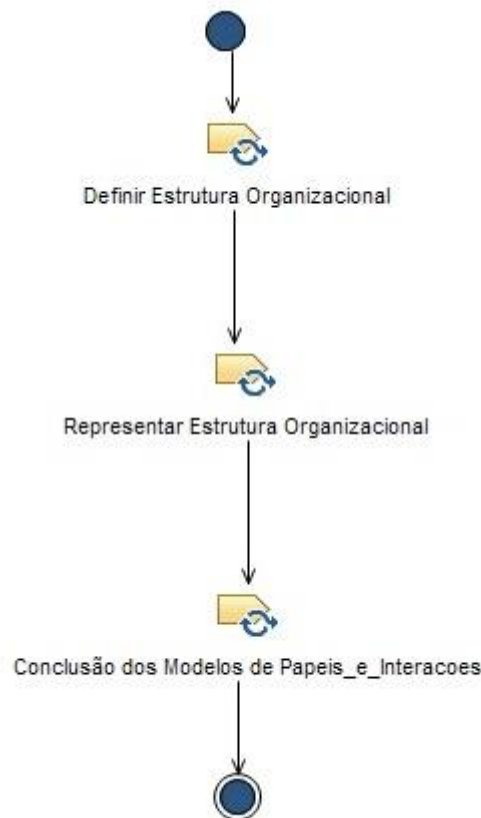 Definir Estrutura Organizacional
Representar Estrutura Organizacional
Conclusão dos Modelos de Papeis_e_Interacoes